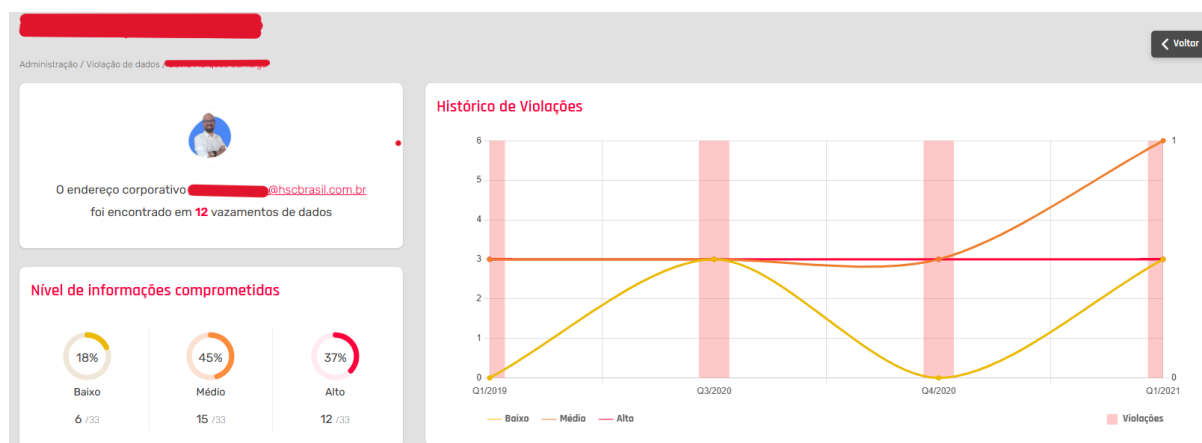 Voltar
Administração / Violação de dados /
Histórico de Violações
O endereço corporativo @hscbrasil.com.br
foi encontrado em 12 vazamentos de dados
Nível de informações comprometidas
18%
45%
37%
Baixo
Médio
Alto
6 /33
15 /33
12 /33
6
5
4
3
2
1
0
1
0
Q1/2019
Q3/2020
Q4/2020
Q1/2021
Baixo
Médio
Alto
Violações